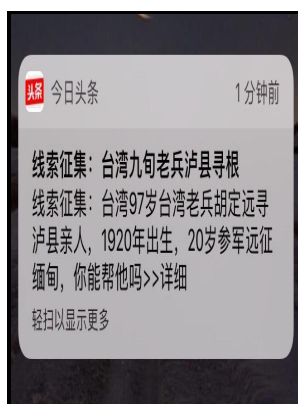 头条 今日头条 1分钟前
线索征集：台湾九旬老兵泸县寻根
线索征集：台湾97岁台湾老兵胡定远寻
泸县亲人，1920年出生，20岁参军远征
缅甸，你能帮他吗>>详细
轻扫以显示更多